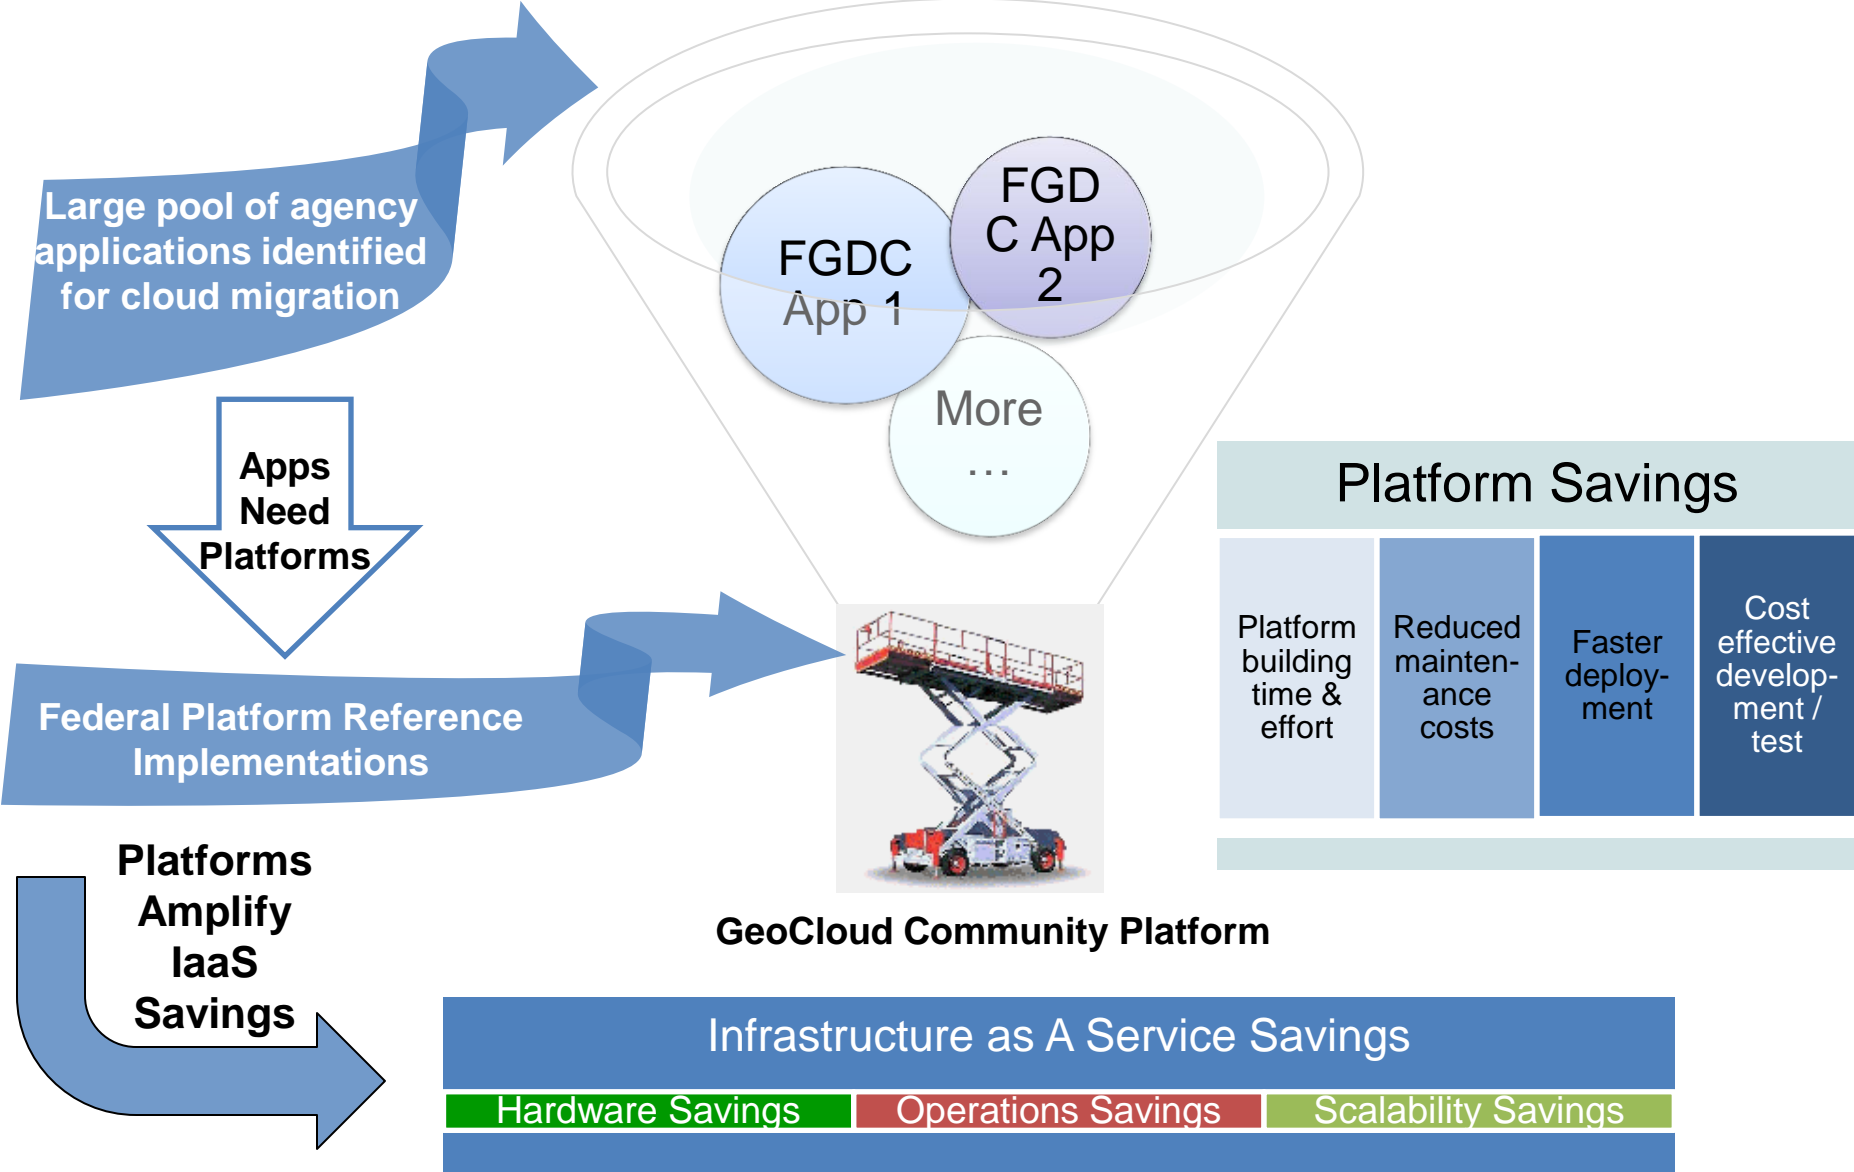 Large pool of agency
applications identified
for cloud migration
FGDC
App 1
FGD
C App
2
More
…
Apps
Need
Platforms
Federal Platform Reference
Implementations
Platform Savings
Platform
building
time &
effort
Reduced
mainten-
ance
costs
Faster
deploy-
ment
Cost
effective
develop-
ment /
test
Platforms
Amplify
IaaS
Savings
GeoCloud Community Platform
Infrastructure as A Service Savings
Hardware Savings
Operations Savings
Scalability Savings